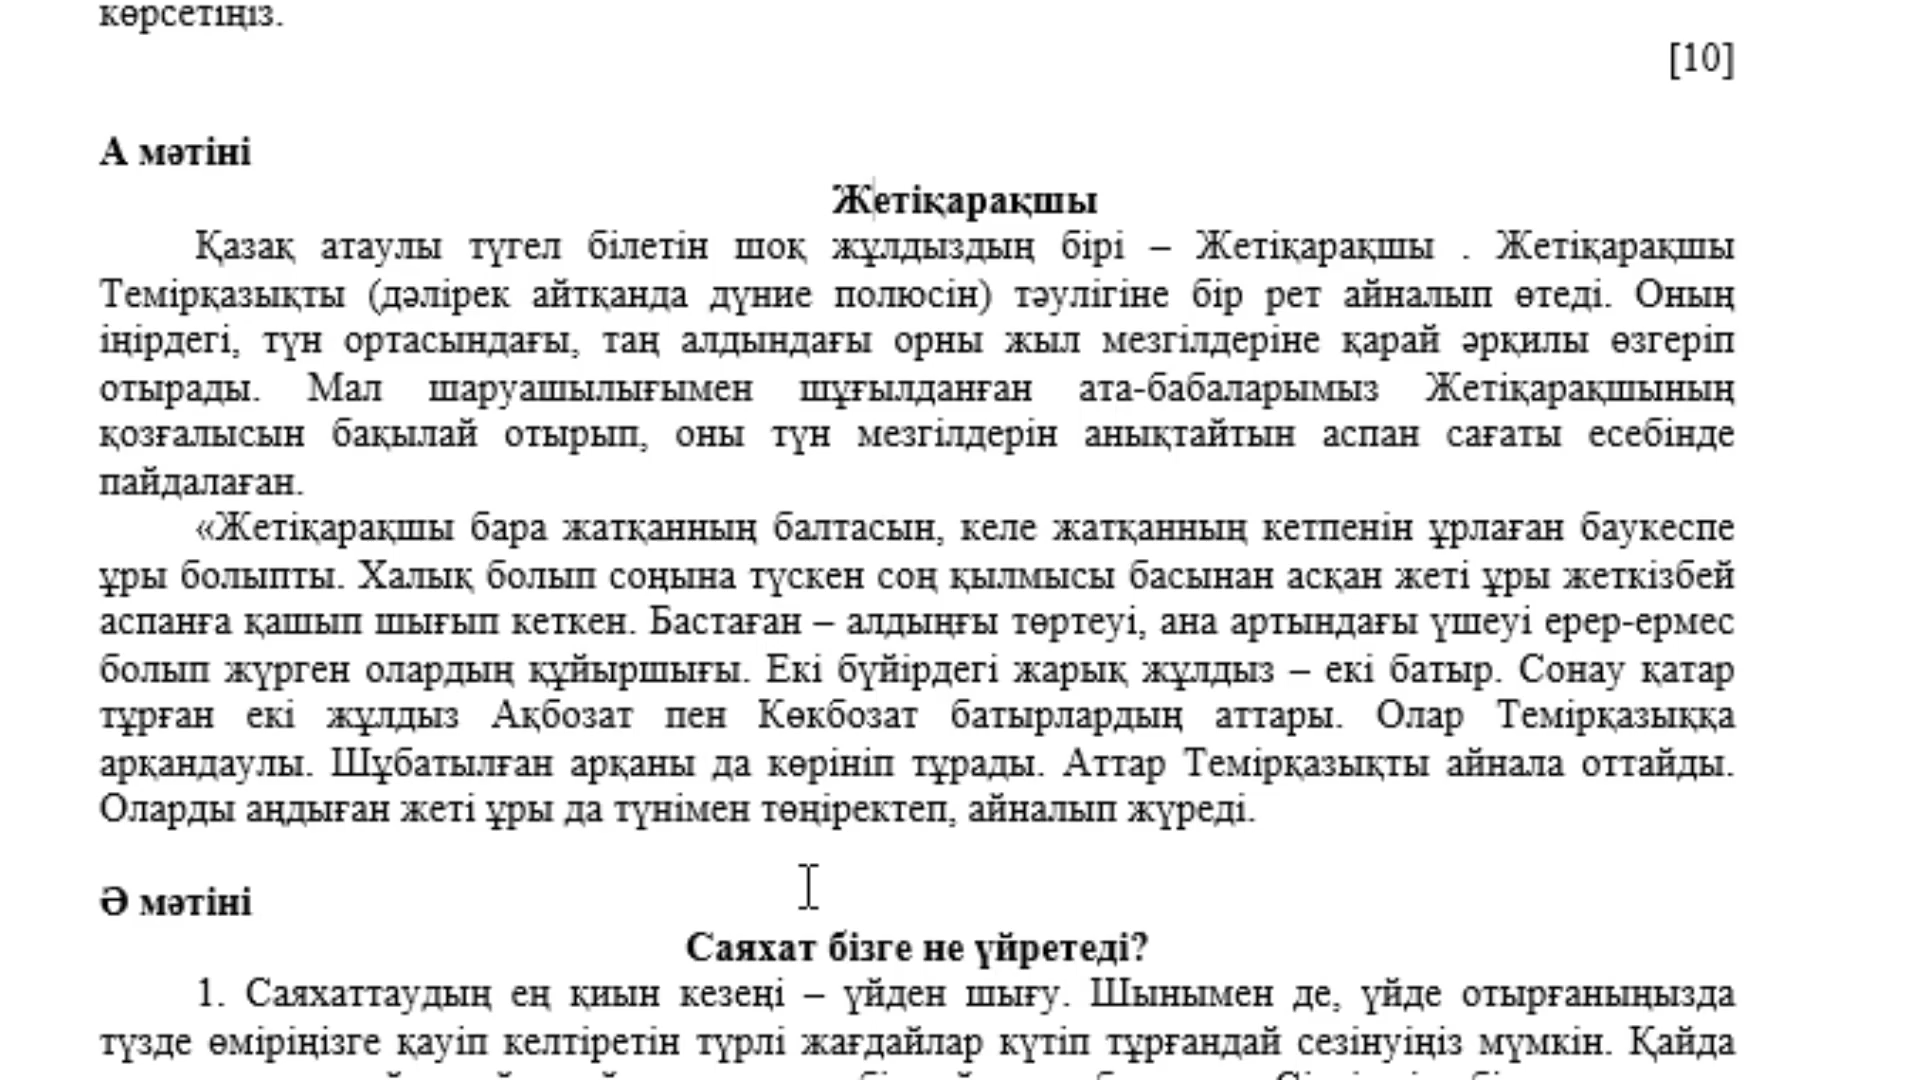 көрсетіңіз.
[10]
А мәтіні
Жетіқарақшы
Қазақ атаулы түгел білетін шоқ жұлдыздың бірі – Жетіқарақшы . Жетіқарақшы
Темірқазықты (дәлірек айтқанда дүние полюсін) тәулігіне бір рет айналып өтеді. Оның
іңірдегі, түн ортасындағы, таң алдындағы орны жыл мезгілдеріне қарай әрқилы өзгеріп
отырады. Мал шаруашылығымен шұғылданған ата-бабаларымыз Жетіқарақшының
қозғалысын бақылай отырып, оны түн мезгілдерін анықтайтын аспан сағаты есебінде
пайдалаған.
«Жетіқарақшы бара жатқанның балтасын, келе жатқанның кетпенін ұрлаған баукеспе
ұры болыпты. Халық болып соңына түскен соң қылмысы басынан асқан жеті ұры жеткізбей
аспанға қашып шығып кеткен. Бастаған – алдыңғы төртеуі, ана артындағы үшеуі ерер-ермес
болып жүрген олардың құйыршығы. Екі бүйірдегі жарық жұлдыз – екі батыр. Сонау қатар
тұрған екі жұлдыз Ақбозат пен Көкбозат батырлардың аттары. Олар Темірқазыққа
арқандаулы. Шұбатылған арқаны да көрініп тұрады. Аттар Темірқазықты айнала оттайды.
Оларды аңдыған жеті ұры да түнімен төңіректеп, айналып жүреді.
Ә мәтіні
Саяхат бізге не үйретеді?
1. Саяхаттаудың ең қиын кезеңі – үйден шығу. Шынымен де, үйде отырғаныңызда
түзде өміріңізге қауіп келтіретін түрлі жағдайлар күтіп тұрғандай сезінуіңіз мүмкін. Қайда